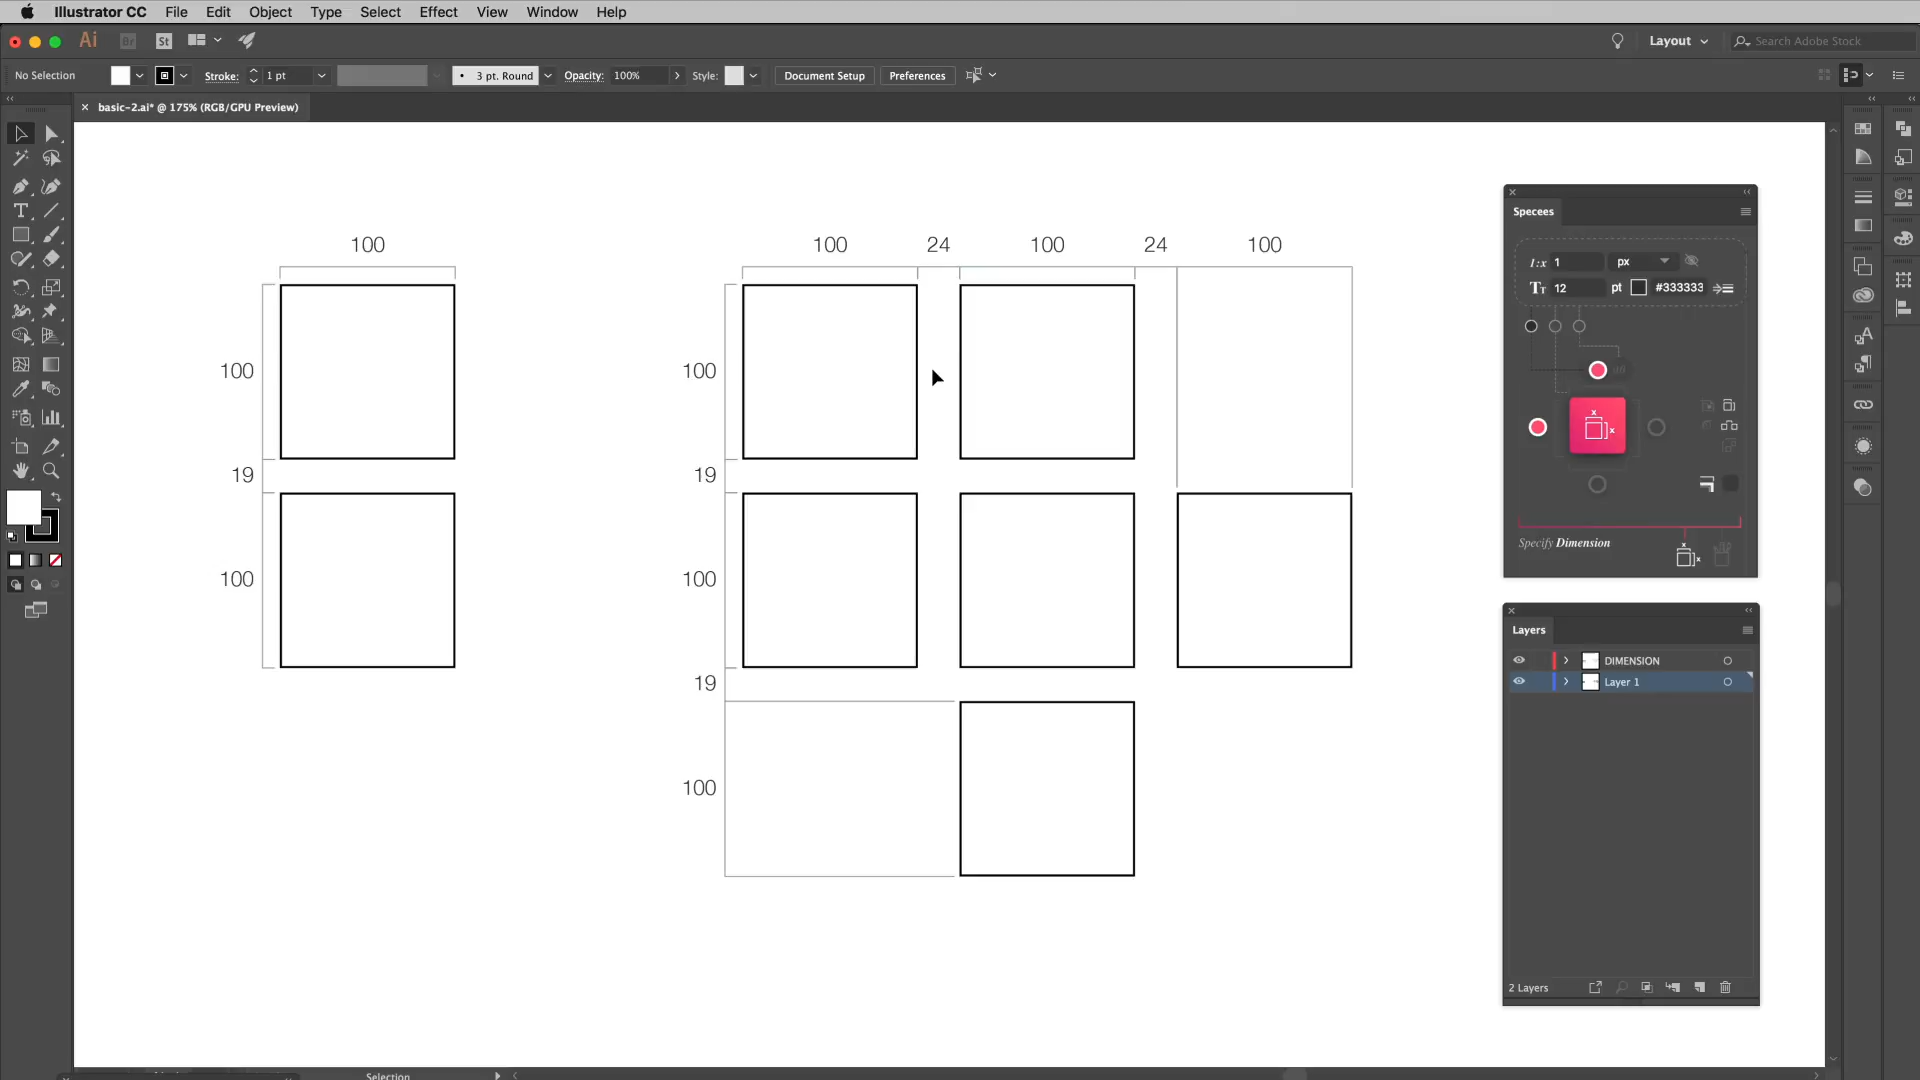 Illustrator CC File Edit Object Type Select Effect View Window Help
Ai Br St Layout Search Adobe Stock
No Selection Stroke: 1 pt 3 pt. Round Opacity: 100% Style: Document Setup Preferences
basic-2.ai* @ 175% (RGB/GPU Preview)
100 100 24 100 24 100
100 100
19 19
100 100
19
100
Specees
1:x 1 px
TT 12 pt #333333
x
x
Specify Dimension
x
x
Layers
DIMENSION
Layer 1
2 Layers
Selection